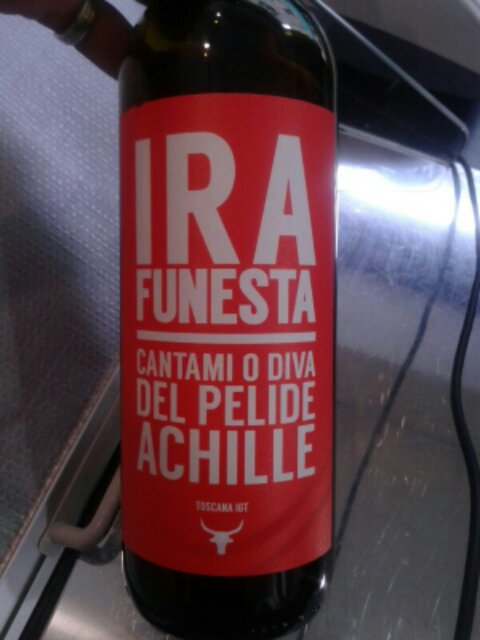 IRA
FUNESTA
CANTAMI O DIVA
DEL PELIDE
ACHILLE
TOSCANA IGT